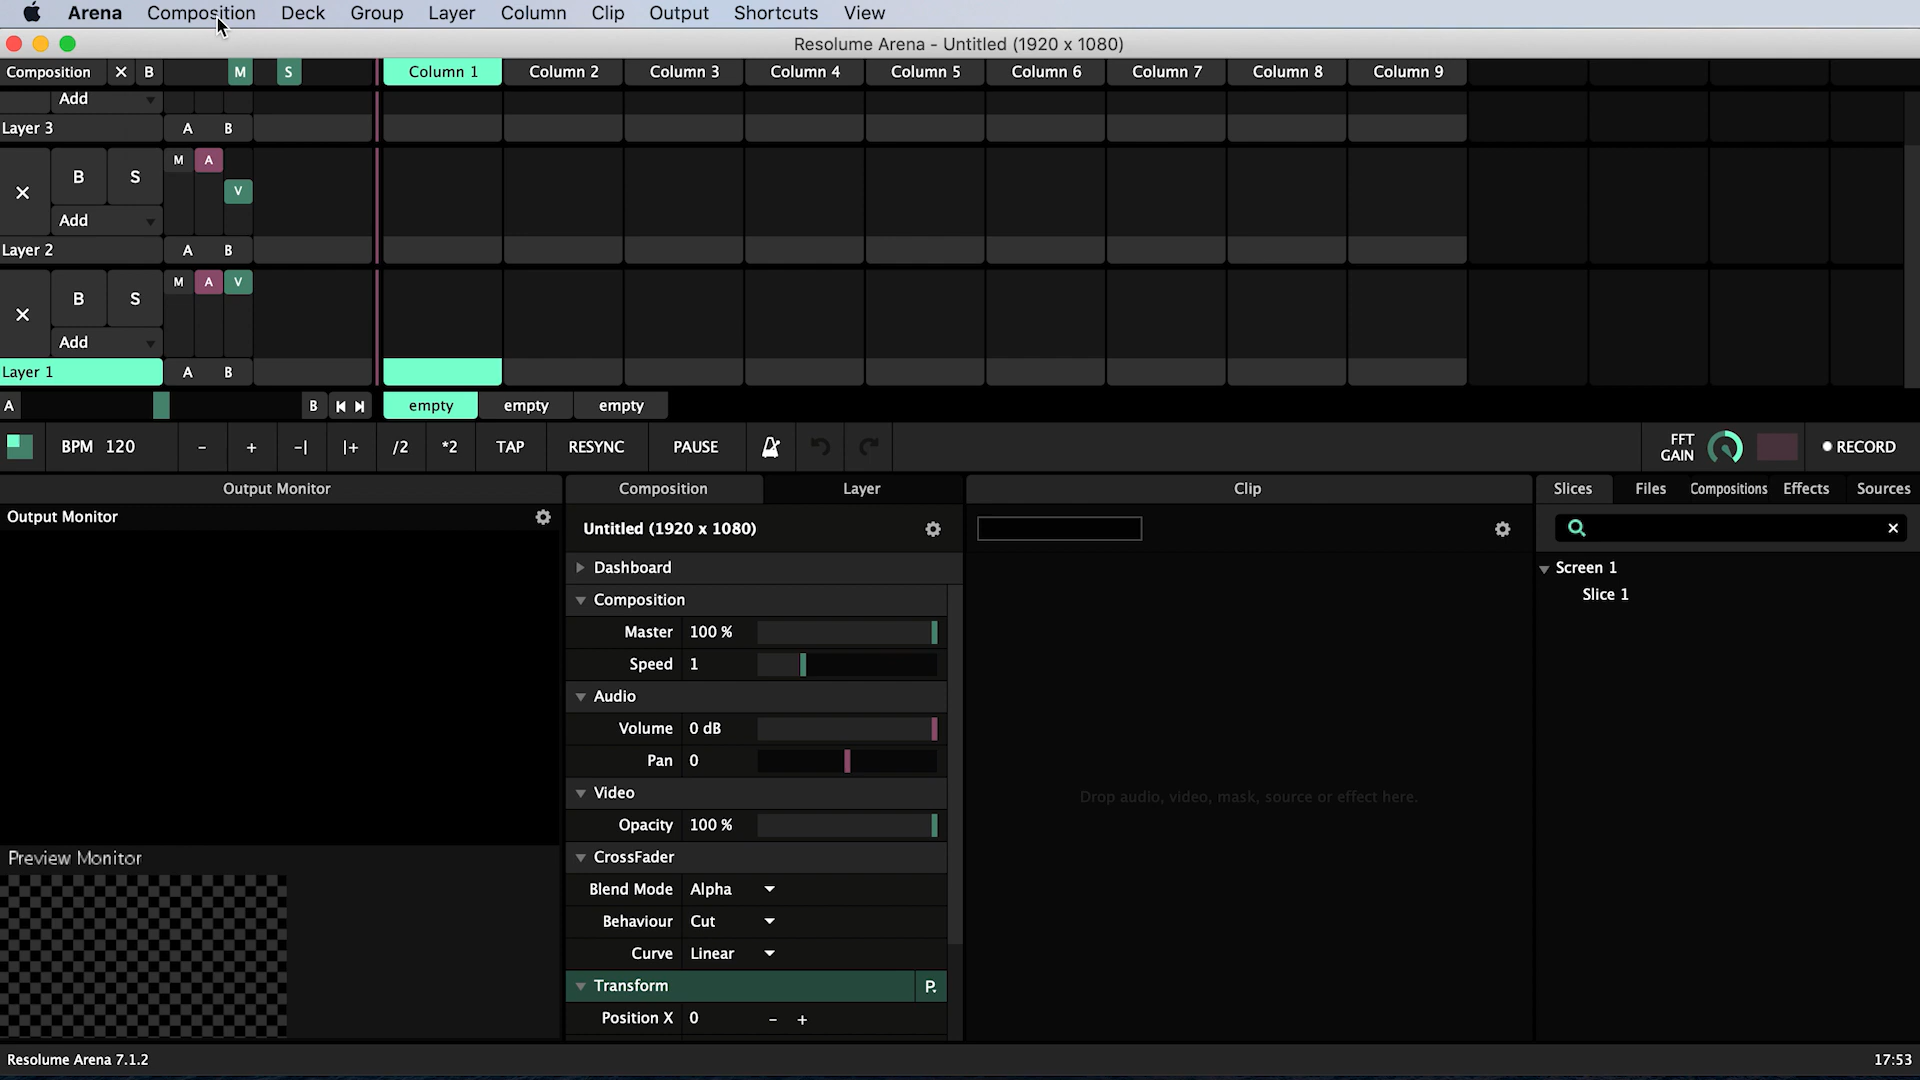 Arena Composition Deck Group Layer Column Clip Output Shortcuts View
Resolume Arena - Untitled (1920 x 1080)
Composition X B M S Column 1 Column 2 Column 3 Column 4 Column 5 Column 6 Column 7 Column 8 Column 9
Add
Layer 3 A B
M A
X B S
V
Add
Layer 2 A B
M A V
X B S
Add
Layer 1 A B
A B empty empty empty
BPM 120 - + -| |+ /2 *2 TAP RESYNC PAUSE FFT GAIN RECORD
Output Monitor Composition Layer Clip Slices Files Compositions Effects Sources
Output Monitor
Untitled (1920 x 1080)
Dashboard
Screen 1
Composition
Slice 1
Master 100 %
Speed 1
Audio
Volume 0 dB
Pan 0
Video
Drop audio, video, mask, source or effect here.
Opacity 100 %
CrossFader
Preview Monitor
Blend Mode Alpha
Behaviour Cut
Curve Linear
Transform P.
Position X 0 - +
Resolume Arena 7.1.2 17:53